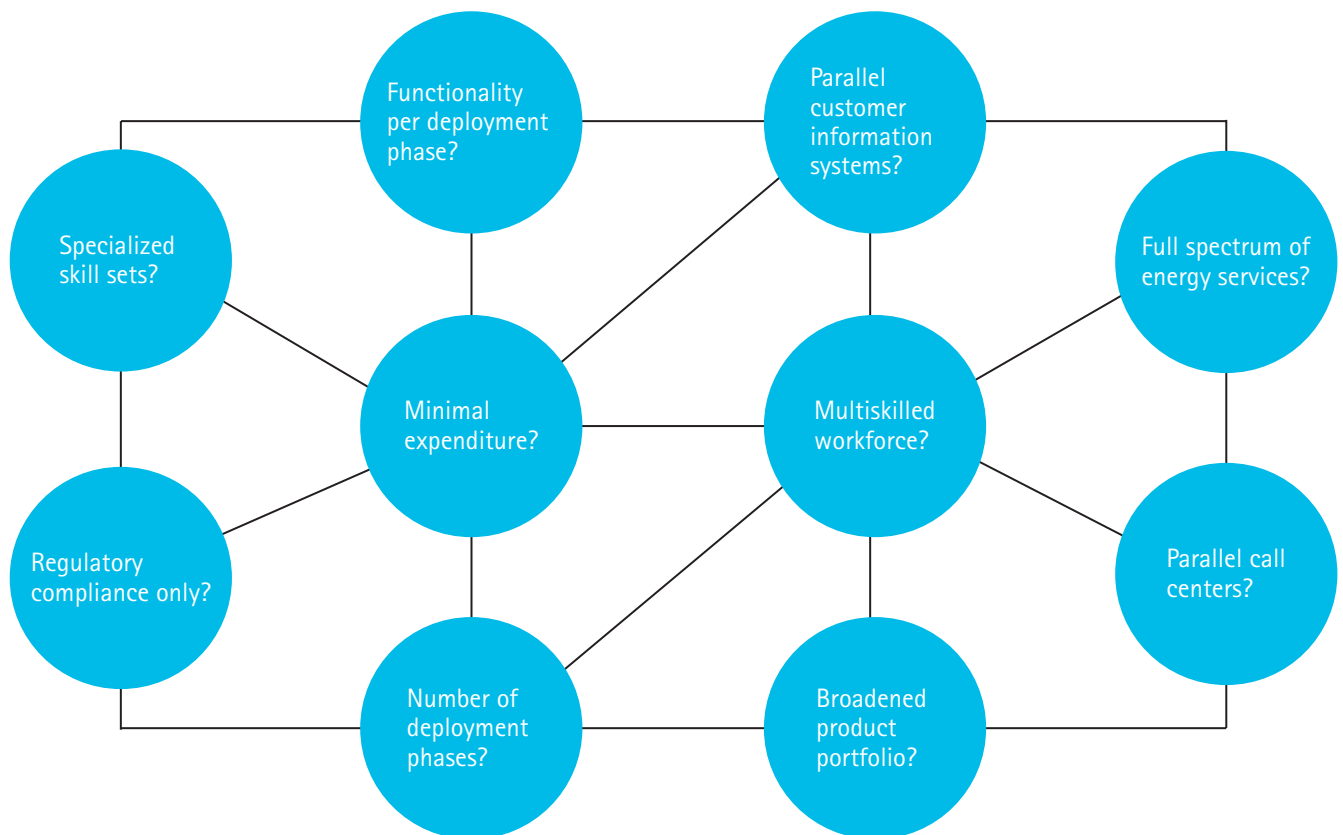 Functionality
per deployment
phase?
Parallel
customer
information
systems?
Specialized
skill sets?
Full spectrum of
energy services?
Minimal
expenditure?
Multiskilled
workforce?
Regulatory
compliance only?
Parallel call
centers?
Number of
deployment
phases?
Broadened
product
portfolio?